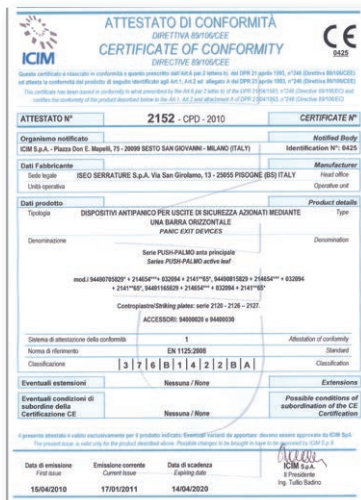 ATTESTATO DI CONFORMITÀ
DIRETTIVA 89/106/CEE
CERTIFICATE OF CONFORMITY
DIRECTIVE 89/106/CEE
ICIM
CE
0425
ATTESTATO N°
2152 - CPD - 2010
CERTIFICATE N°
Organismo notificato
Notified Body
ICIM S.p.A. - Piazza Don E. Mapelli, 75 - 20099 SESTO SAN GIOVANNI - MILANO (ITALY)
Identification N°: 0425
Dati Fabbricante
Manufacturer
Sede legale
ISEO SERRATURE S.p.A. Via San Girolamo, 13 - 25055 PISOGNE (BS) ITALY
Head office
Unità operativa
Operative unit
Dati prodotto
Product details
Tipologia
DISPOSITIVI ANTIPANICO PER USCITE DI SICUREZZA AZIONATI MEDIANTE
Type
UNA BARRA ORIZZONTALE
PANIC EXIT DEVICES
Denominazione
Denomination
Serie PUSH-PALMO anta principale
Series PUSH-PALMO active leaf
Contropiastre/Striking plates: serie 2120 - 2126 - 2127.
ACCESSORI: 94000020 e 94400030
Sistema di attestazione della conformità
1
Attestation of conformity
Norma di riferimento
EN 1125:2008
Standard
Classificazione
3 7 6 B 1 4 2 2 B A
Classification
Eventuali estensioni
Nessuna / None
Extensions
Eventuali condizioni di
subordine della
Certificazione CE
Nessuna / None
Possible conditions of
subordination of the CE
Certification
Data di emissione
First issue
Emissione corrente
Current issue
Data di scadenza
Expiring date
ICIM S.p.A.
Il Presidente
Ing. Tullio Badino
15/04/2010
17/01/2011
14/04/2020